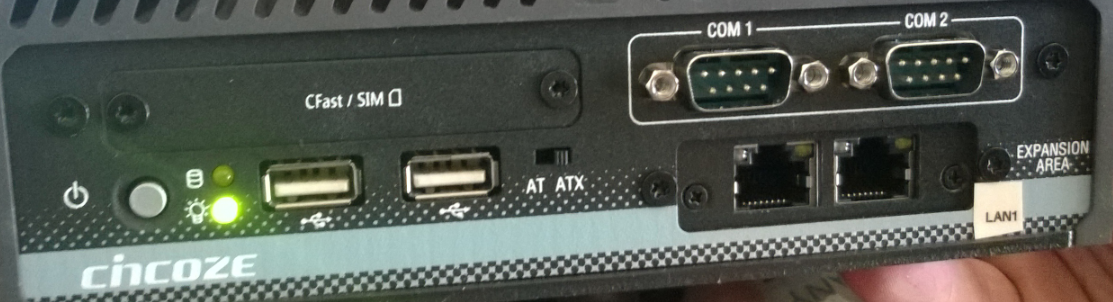 COM 1
COM 2
CFast / SIM
AT ATX
EXPANSION
AREA
LAN1
cincoze